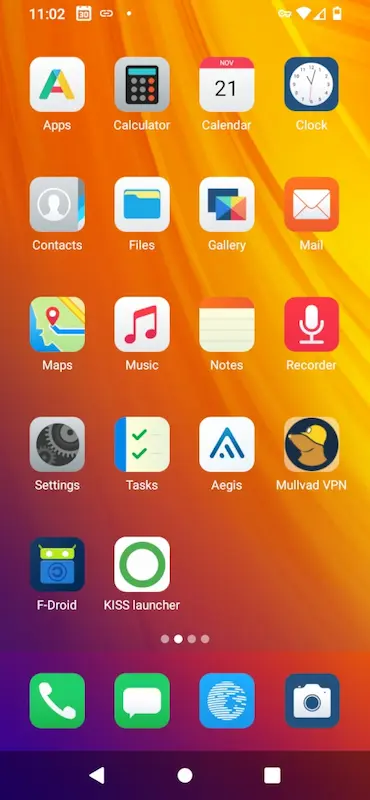 11:02 30
Apps Calculator NOV 21 Calendar Clock
Contacts Files Gallery Mail
Maps Music Notes Recorder
Settings Tasks Aegis Mullvad VPN
F-Droid KISS launcher